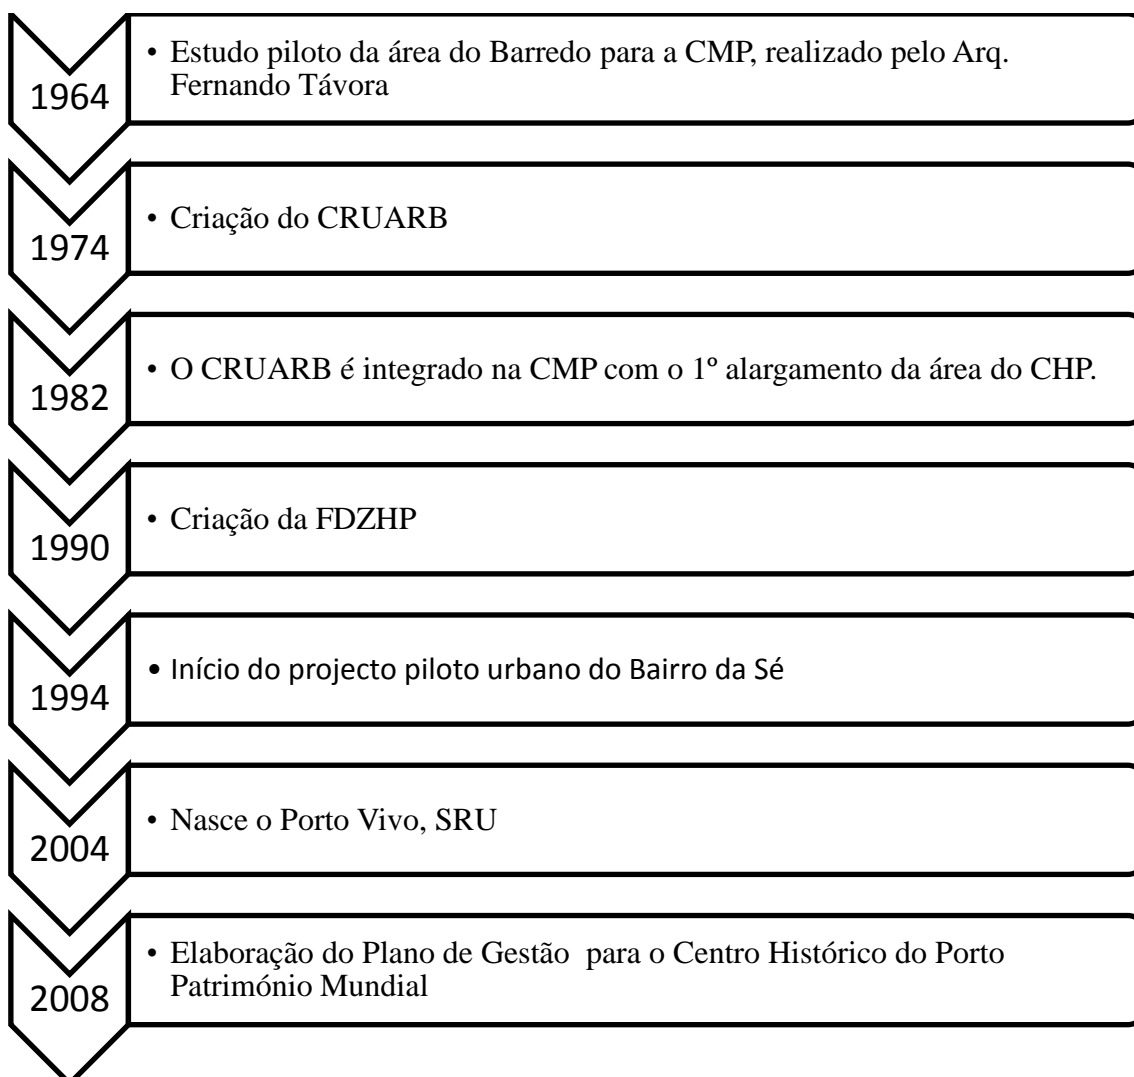 1964
• Estudo piloto da área do Barredo para a CMP, realizado pelo Arq.
Fernando Távora
1974
• Criação do CRUARB
1982
• O CRUARB é integrado na CMP com o 1º alargamento da área do CHP.
1990
• Criação da FDZHP
1994
• Início do projecto piloto urbano do Bairro da Sé
2004
• Nasce o Porto Vivo, SRU
2008
• Elaboração do Plano de Gestão  para o Centro Histórico do Porto
Património Mundial